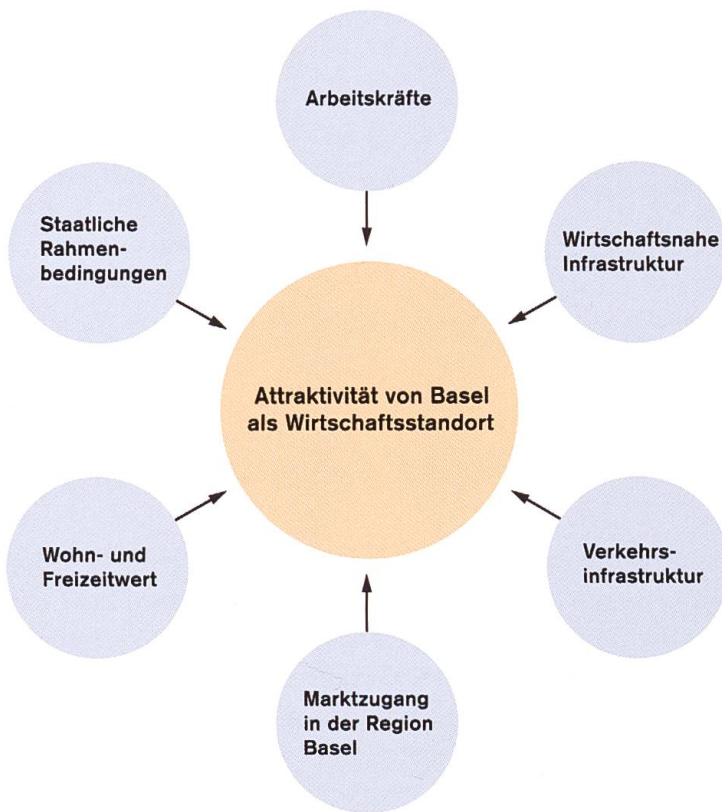 Arbeitskräfte
Staatliche
Rahmen-
bedingungen
Wirtschaftsnahe
Infrastruktur
Attraktivität von Basel
als Wirtschaftsstandort
Wohn- und
Freizeitwert
Verkehrs-
infrastruktur
Marktzugang
in der Region
Basel